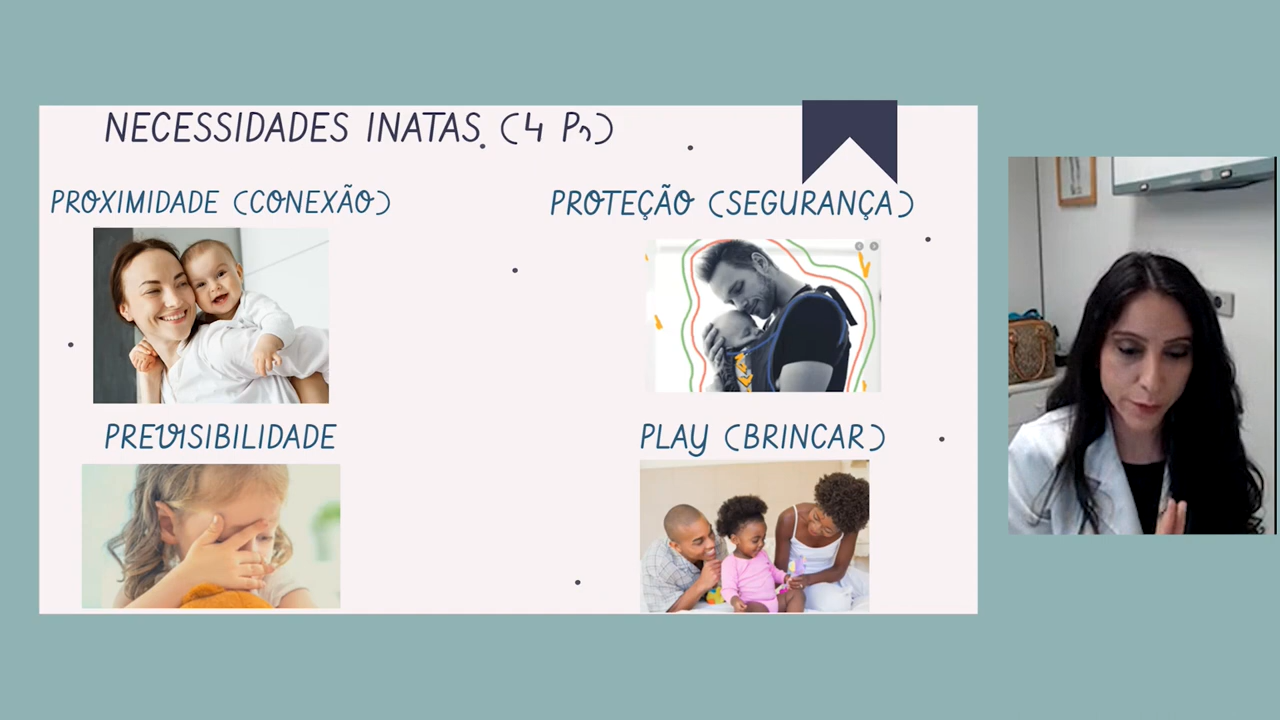 NECESSIDADES INATAS (4 Ps)
PROXIMIDADE (CONEXÃO)
PROTEÇÃO (SEGURANÇA)
PREVISIBILIDADE
PLAY (BRINCAR)